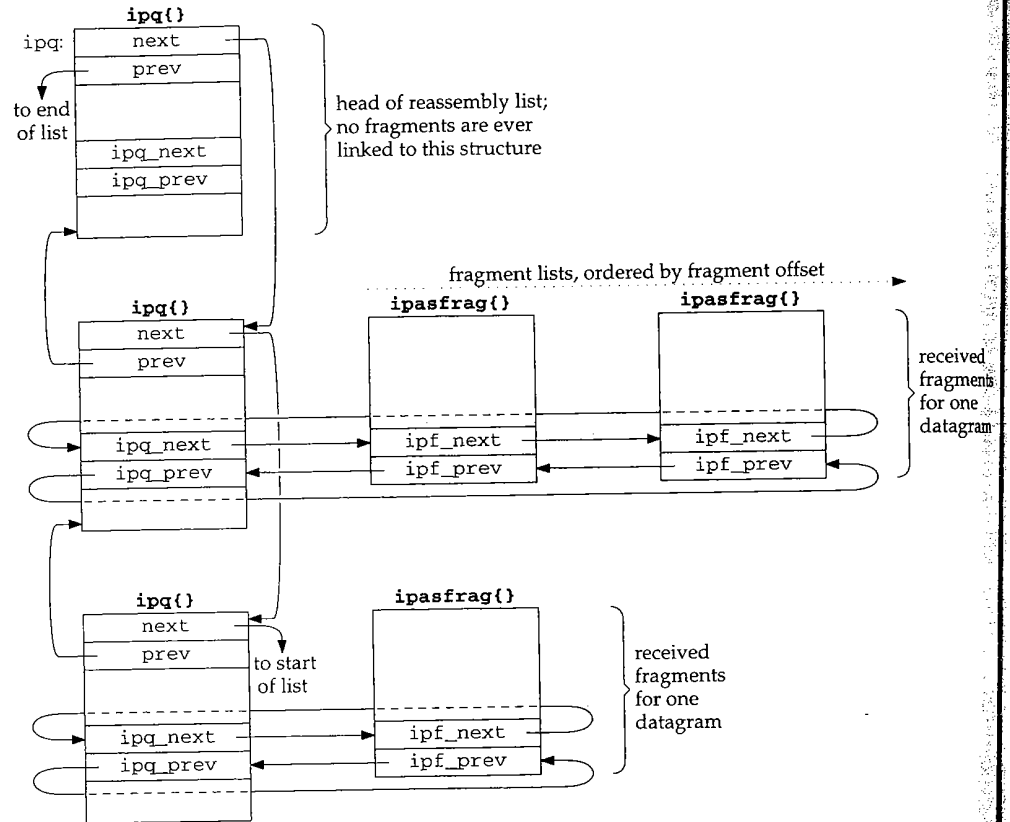 ipq{}
ipq:
next
prev
to end
of list
ipq_next
ipq_prev
head of reassembly list;
no fragments are ever
linked to this structure
fragment lists, ordered by fragment offset
ipq{}
next
prev
ipq_next
ipq_prev
ipasfrag{}
ipf_next
ipf_prev
ipasfrag{}
ipf_next
ipf_prev
received
fragments
for one
datagram
ipq{}
next
prev
to start
of list
ipq_next
ipq_prev
ipasfrag{}
ipf_next
ipf_prev
received
fragments
for one
datagram